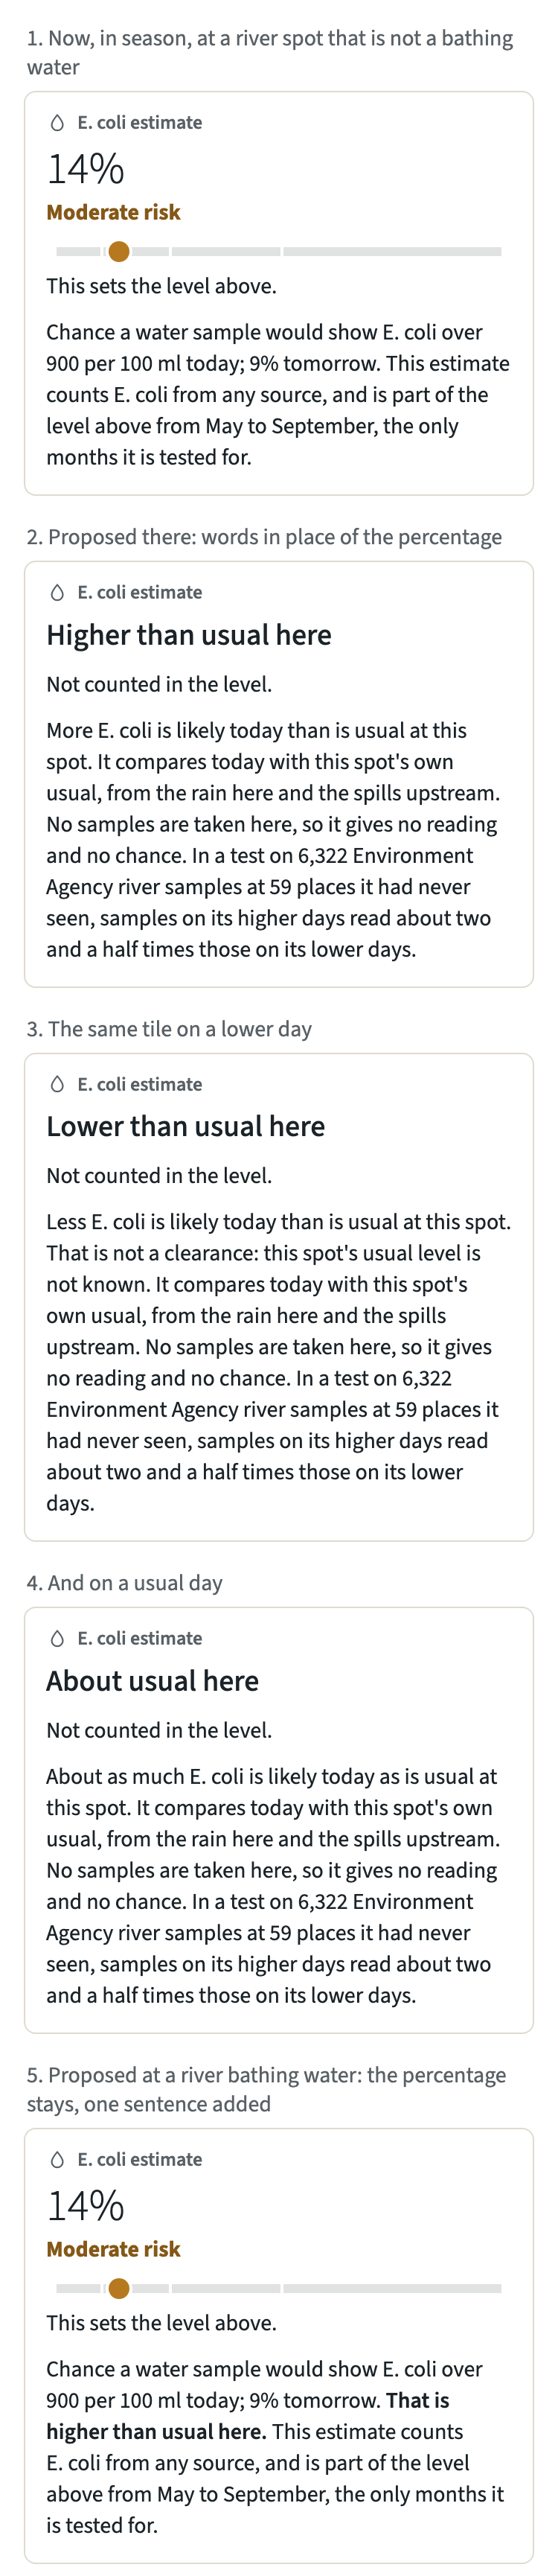 1. Now, in season, at a river spot that is not a bathing
water
E. coli estimate
14%
Moderate risk
This sets the level above.
Chance a water sample would show E. coli over
900 per 100 ml today; 9% tomorrow. This estimate
counts E. coli from any source, and is part of the
level above from May to September, the only
months it is tested for.
2. Proposed there: words in place of the percentage
E. coli estimate
Higher than usual here
Not counted in the level.
More E. coli is likely today than is usual at this
spot. It compares today with this spot's own
usual, from the rain here and the spills upstream.
No samples are taken here, so it gives no reading
and no chance. In a test on 6,322 Environment
Agency river samples at 59 places it had never
seen, samples on its higher days read about two
and a half times those on its lower days.
3. The same tile on a lower day
E. coli estimate
Lower than usual here
Not counted in the level.
Less E. coli is likely today than is usual at this spot.
That is not a clearance: this spot's usual level is
not known. It compares today with this spot's
own usual, from the rain here and the spills
upstream. No samples are taken here, so it gives
no reading and no chance. In a test on 6,322
Environment Agency river samples at 59 places it
had never seen, samples on its higher days read
about two and a half times those on its lower
days.
4. And on a usual day
E. coli estimate
About usual here
Not counted in the level.
About as much E. coli is likely today as is usual at
this spot. It compares today with this spot's own
usual, from the rain here and the spills upstream.
No samples are taken here, so it gives no reading
and no chance. In a test on 6,322 Environment
Agency river samples at 59 places it had never
seen, samples on its higher days read about two
and a half times those on its lower days.
5. Proposed at a river bathing water: the percentage
stays, one sentence added
E. coli estimate
14%
Moderate risk
This sets the level above.
Chance a water sample would show E. coli over
900 per 100 ml today; 9% tomorrow. That is
higher than usual here. This estimate counts
E. coli from any source, and is part of the level
above from May to September, the only months it
is tested for.